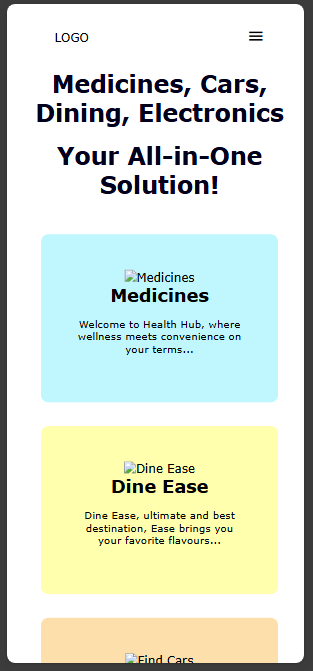 LOGO
Medicines, Cars,
Dining, Electronics
Your All-in-One
Solution!
Medicines
Medicines
Welcome to Health Hub, where
wellness meets convenience on
your terms...
Dine Ease
Dine Ease
Dine Ease, ultimate and best
destination, Ease brings you
your favorite flavours...
Find Cars